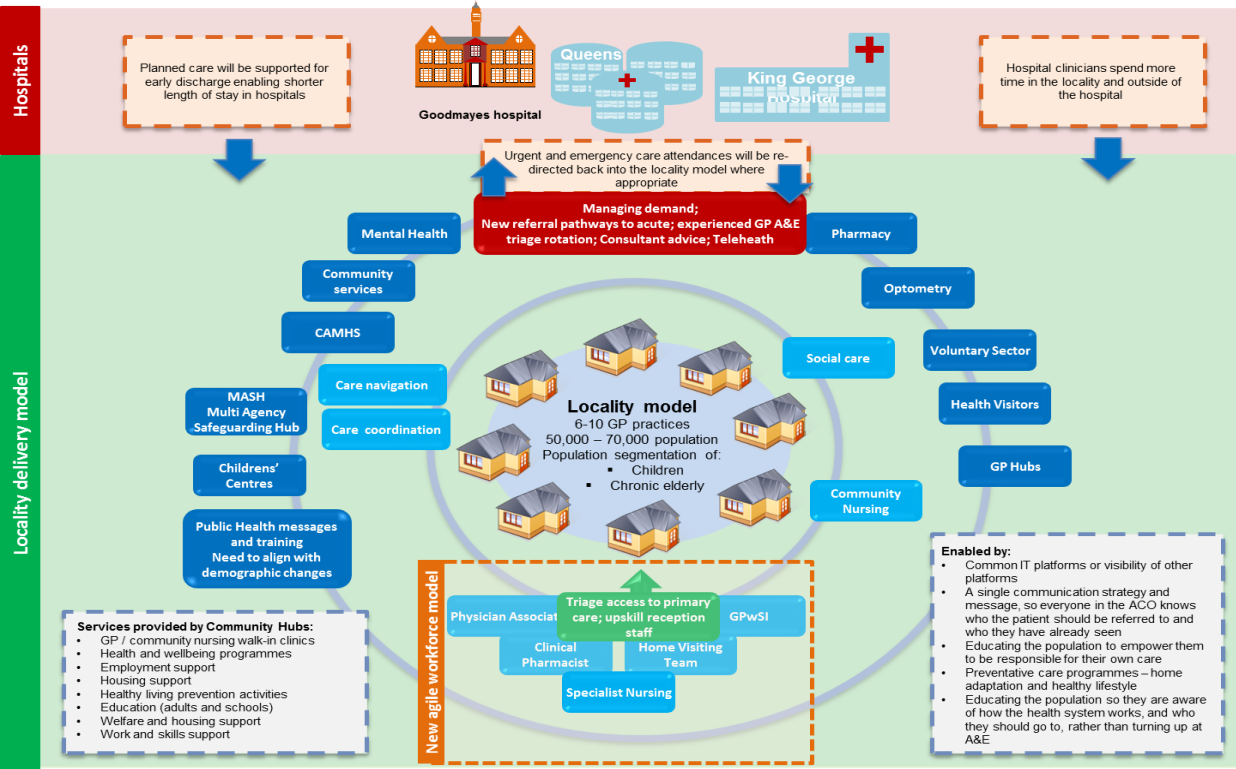 Hospitals
Planned care will be supported for
early discharge enabling shorter
length of stay in hospitals
Goodmayes hospital
Queens
King George
Hospital
Hospital clinicians spend more
time in the locality and outside of
the hospital
Urgent and emergency care attendances will be re-
directed back into the locality model where
appropriate
Managing demand;
New referral pathways to acute; experienced GP A&E
triage rotation; Consultant advice; Teleheath
Locality delivery model
Mental Health
Community
services
CAMHS
Care navigation
Care coordination
MASH
Multi Agency
Safeguarding Hub
Childrens'
Centres
Public Health messages
and training
Need to align with
demographic changes
Pharmacy
Optometry
Social care
Voluntary Sector
Health Visitors
GP Hubs
Community
Nursing
Locality model
6-10 GP practices
50,000 – 70,000 population
Population segmentation of:
▪ Children
▪ Chronic elderly
New agile workforce model
Physician Associat
Triage access to primary
care; upskill reception
staff
GPwSI
Clinical
Pharmacist
Home Visiting
Team
Specialist Nursing
Services provided by Community Hubs:
• GP / community nursing walk-in clinics
• Health and wellbeing programmes
• Employment support
• Housing support
• Healthy living prevention activities
• Education (adults and schools)
• Welfare and housing support
• Work and skills support
Enabled by:
• Common IT platforms or visibility of other
platforms
• A single communication strategy and
message, so everyone in the ACO knows
who the patient should be referred to and
who they have already seen
• Educating the population to empower them
to be responsible for their own care
• Preventative care programmes – home
adaptation and healthy lifestyle
• Educating the population so they are aware
of how the health system works, and who
they should go to, rather than turning up at
A&E